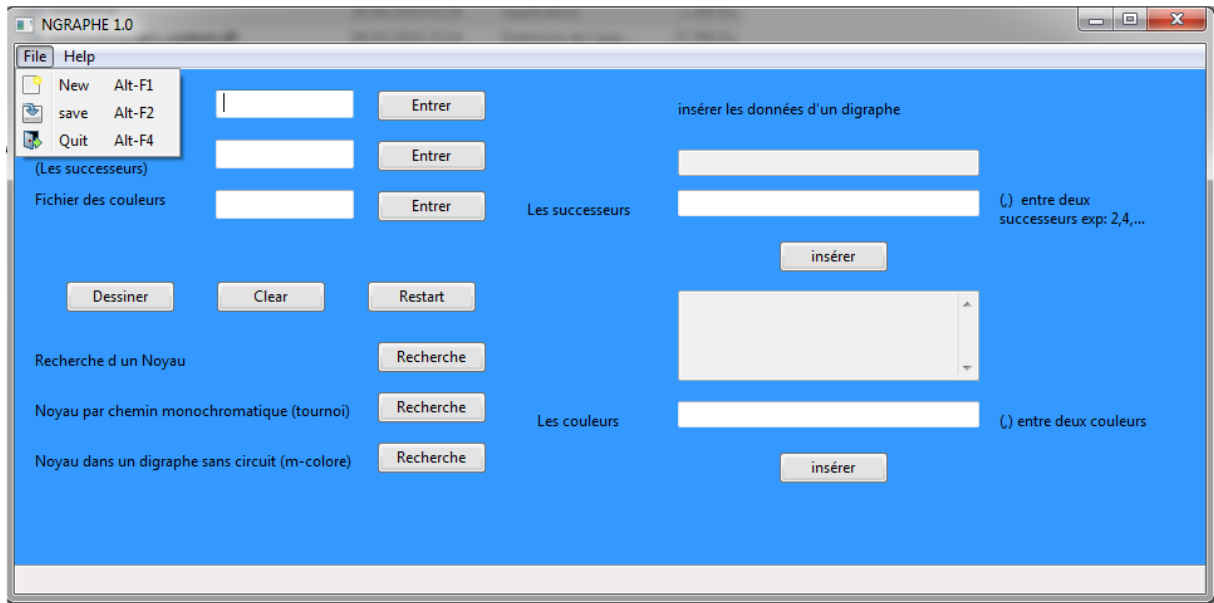 NGRAPHE 1.0
File Help
New Alt-F1
save Alt-F2
Quit Alt-F4
Entrer
insérer les données d'un digraphe
Entrer
(Les successeurs)
Fichier des couleurs
Entrer
Les successeurs
(,) entre deux
successeurs exp: 2,4,...
insérer
Dessiner
Clear
Restart
Recherche d un Noyau
Recherche
Noyau par chemin monochromatique (tournoi)
Recherche
Les couleurs
(,) entre deux couleurs
Noyau dans un digraphe sans circuit (m-colore)
Recherche
insérer